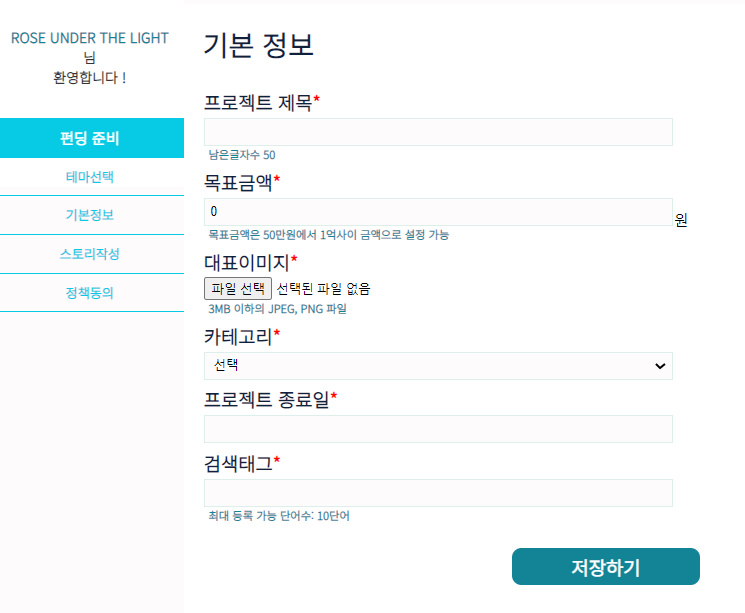 ROSE UNDER THE LIGHT
님
환영합니다 !
펀딩 준비
테마선택
기본정보
스토리작성
정책동의
기본 정보
프로젝트 제목*
남은글자수 50
목표금액*
0
원
목표금액은 50만원에서 1억사이 금액으로 설정 가능
대표이미지*
파일 선택 선택된 파일 없음
3MB 이하의 JPEG, PNG 파일
카테고리*
선택
프로젝트 종료일*
검색태그*
최대 등록 가능 단어수: 10단어
저장하기